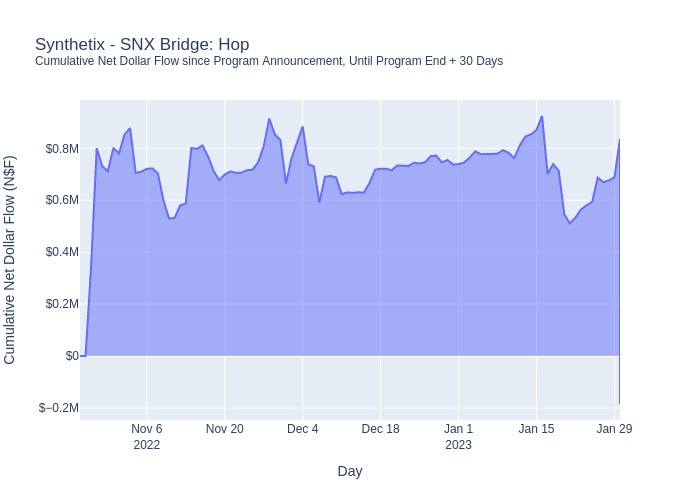 Synthetix - SNX Bridge: Hop
Cumulative Net Dollar Flow since Program Announcement, Until Program End + 30 Days
Cumulative Net Dollar Flow (N$F)
$0.8M
$0.6M
$0.4M
$0.2M
$0
$−0.2M
Nov 6 Nov 20 Dec 4 Dec 18 Jan 1 Jan 15 Jan 29
2022 2023
Day